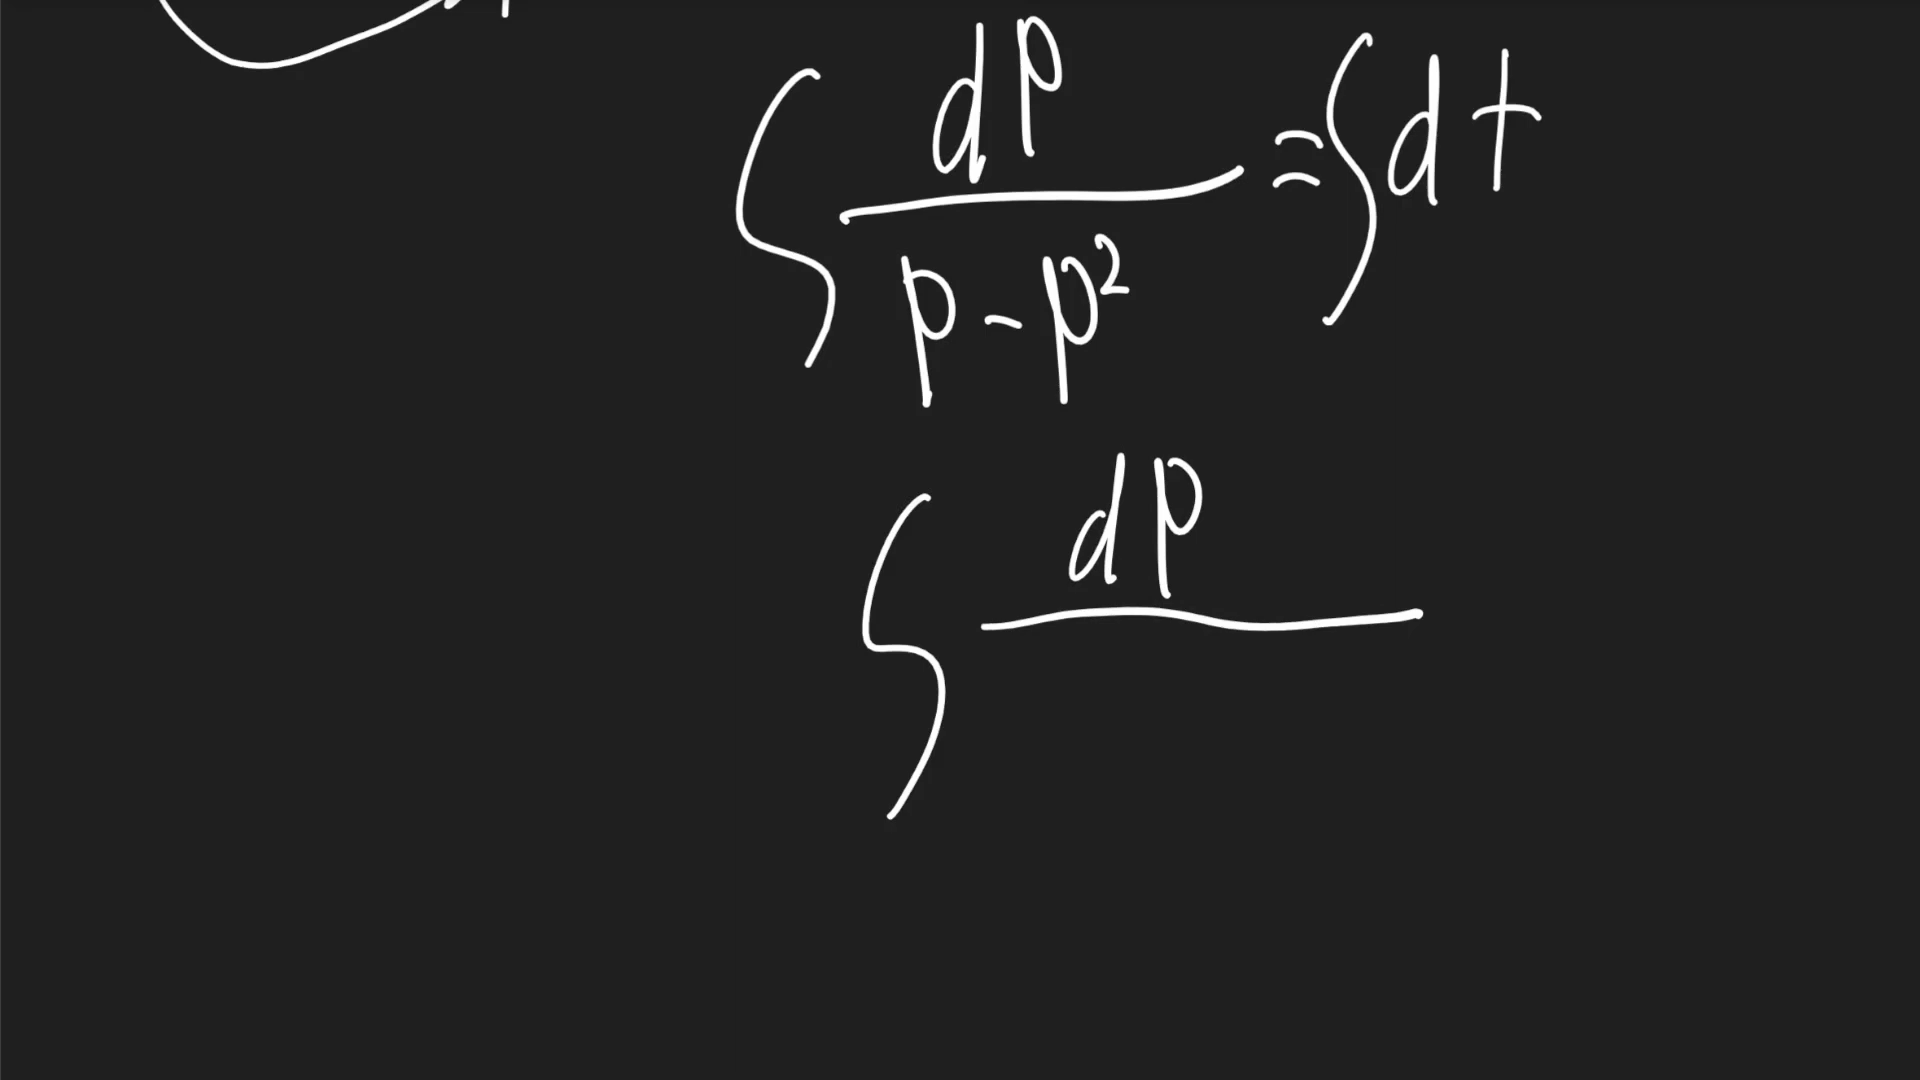 ∫ dP / P - P² = ∫ dt
∫ dP /